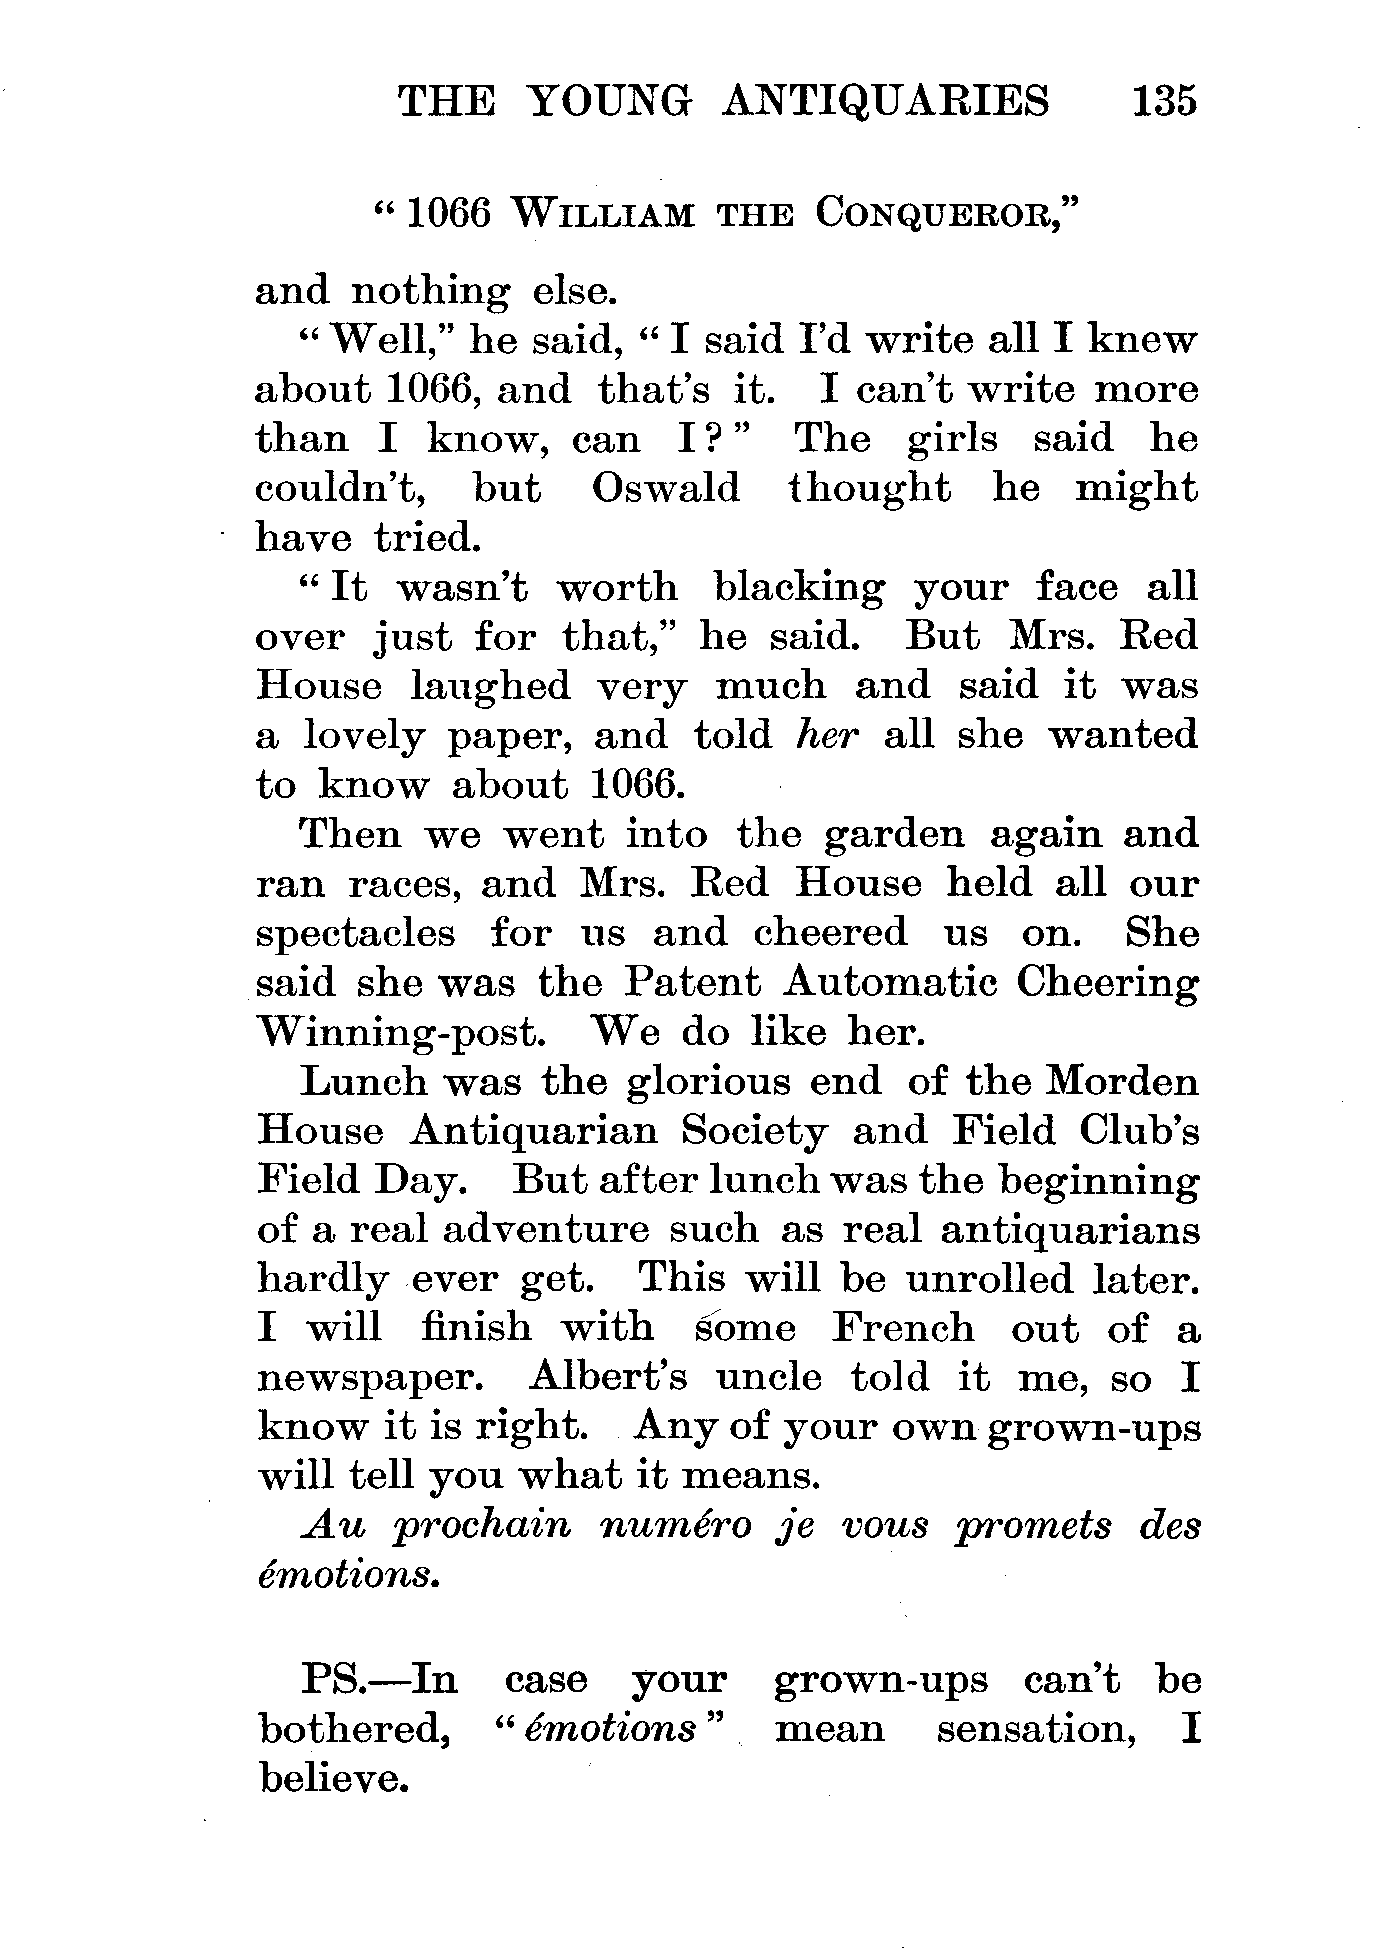 THE YOUNG ANTIQUARIES 135
“ 1066 WILLIAM THE CONQUEROR,”
and nothing else.
“ Well,” he said, “ I said I’d write all I knew
about 1066, and that’s it. I can’t write more
than I know, can I ? ” The girls said he
couldn’t, but Oswald thought he might
have tried.
“ It wasn’t worth blacking your face all
over just for that,” he said. But Mrs. Red
House laughed very much and said it was
a lovely paper, and told her all she wanted
to know about 1066.
Then we went into the garden again and
ran races, and Mrs. Red House held all our
spectacles for us and cheered us on. She
said she was the Patent Automatic Cheering
Winning-post. We do like her.
Lunch was the glorious end of the Morden
House Antiquarian Society and Field Club’s
Field Day. But after lunch was the beginning
of a real adventure such as real antiquarians
hardly ever get. This will be unrolled later.
I will finish with some French out of a
newspaper. Albert’s uncle told it me, so I
know it is right. Any of your own grown-ups
will tell you what it means.
Au prochain numéro je vous promets des
émotions.
PS.—In case your grown-ups can’t be
bothered, “ émotions ” mean sensation, I
believe.